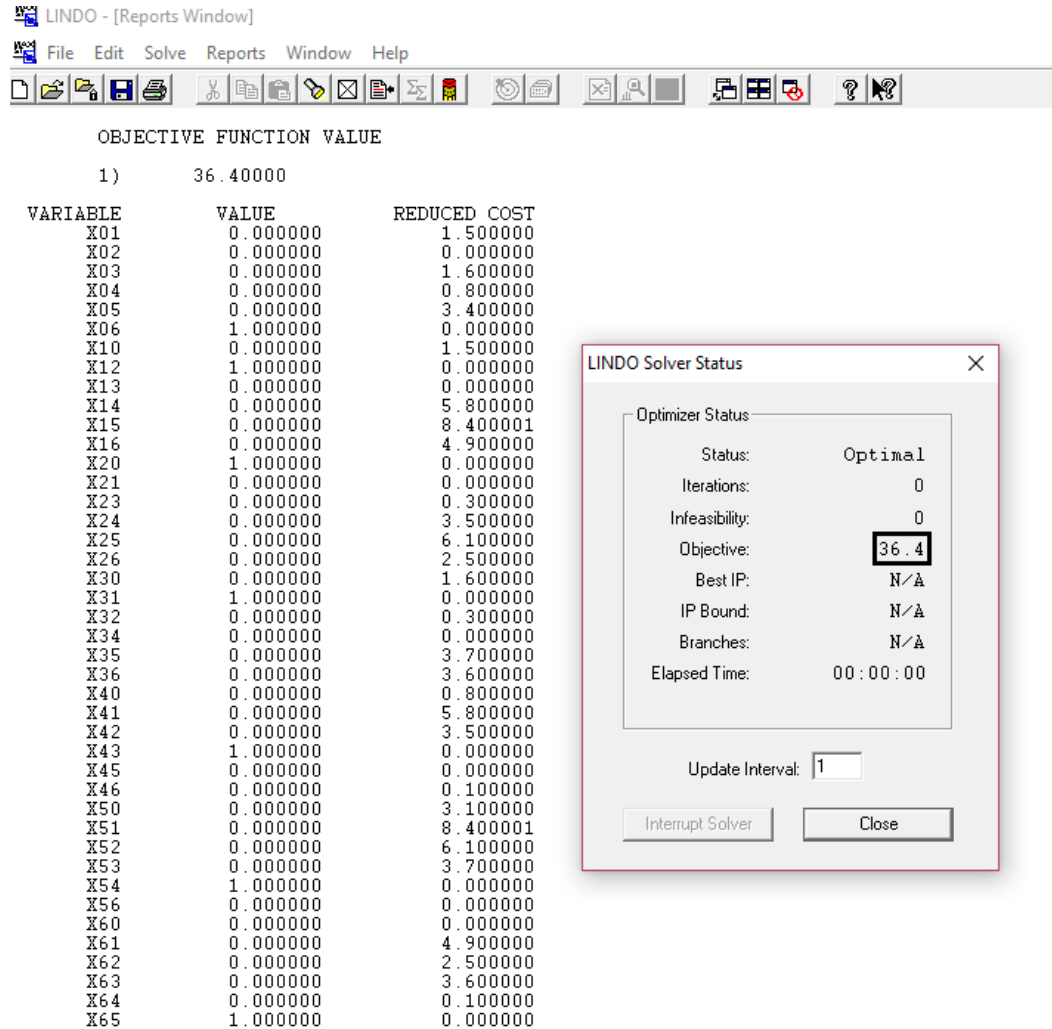 LINDO - [Reports Window]
File Edit Solve Reports Window Help
OBJECTIVE FUNCTION VALUE
1) 36.40000
VARIABLE VALUE REDUCED COST
X01 0.000000 1.500000
X02 0.000000 0.000000
X03 0.000000 1.600000
X04 0.000000 0.800000
X05 0.000000 3.400000
X06 1.000000 0.000000
X10 0.000000 1.500000
X12 1.000000 0.000000
X13 0.000000 0.000000
X14 0.000000 5.800000
X15 0.000000 8.400001
X16 0.000000 4.900000
X20 1.000000 0.000000
X21 0.000000 0.000000
X23 0.000000 0.300000
X24 0.000000 3.500000
X25 0.000000 6.100000
X26 0.000000 2.500000
X30 0.000000 1.600000
X31 1.000000 0.000000
X32 0.000000 0.300000
X34 0.000000 0.000000
X35 0.000000 3.700000
X36 0.000000 3.600000
X40 0.000000 0.800000
X41 0.000000 5.800000
X42 0.000000 3.500000
X43 1.000000 0.000000
X45 0.000000 0.000000
X46 0.000000 0.100000
X50 0.000000 3.100000
X51 0.000000 8.400001
X52 0.000000 6.100000
X53 0.000000 3.700000
X54 1.000000 0.000000
X56 0.000000 0.000000
X60 0.000000 0.000000
X61 0.000000 4.900000
X62 0.000000 2.500000
X63 0.000000 3.600000
X64 0.000000 0.100000
X65 1.000000 0.000000
LINDO Solver Status
Optimizer Status
Status: Optimal
Iterations: 0
Infeasibility: 0
Objective: 36.4
Best IP: N/A
IP Bound: N/A
Branches: N/A
Elapsed Time: 00:00:00
Update Interval: 1
Interrupt Solver Close